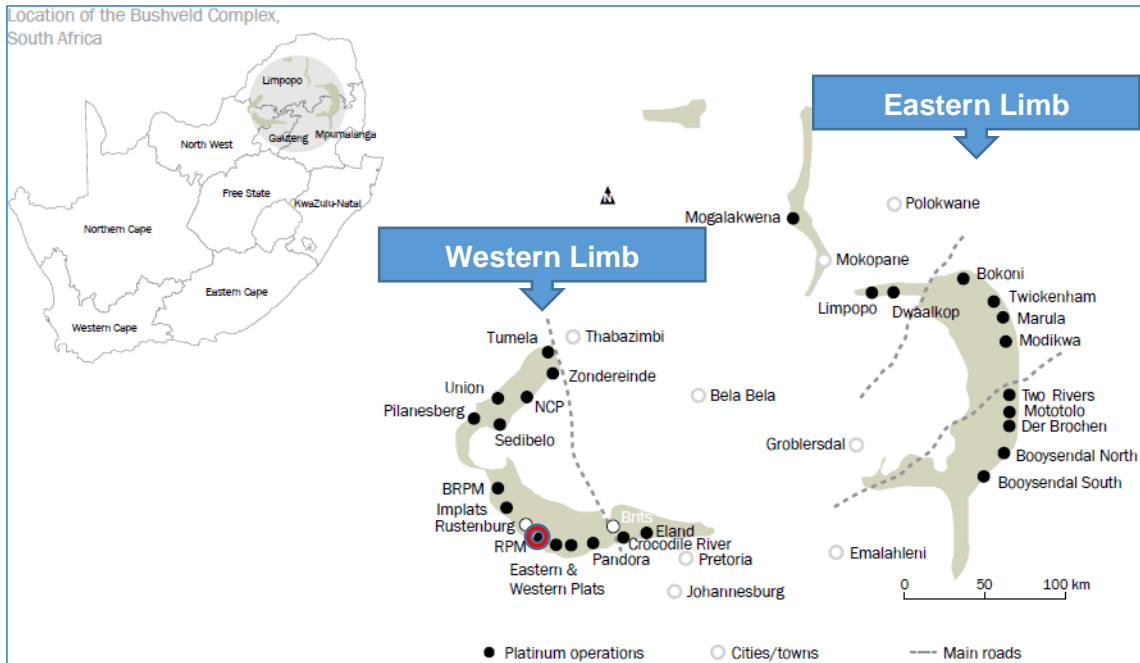 Location of the Bushveld Complex,
South Africa
Limpopo
North West
Gauteng
Mpumalanga
Free State
KwaZulu-Natal
Northern Cape
Eastern Cape
Western Cape
Eastern Limb
Western Limb
N
Polokwane
Mogalakwena
Mokopane
Bokoni
Limpopo
Dwaalkop
Twickenham
Marula
Modikwa
Tumela
Thabazimbi
Zondereinde
Union
NCP
Bela Bela
Pilanesberg
Sedibelo
Two Rivers
Mototolo
Der Brochen
Groblersdal
Booysendal North
Booysendal South
BRPM
Implats
Rustenburg
Brits
Eland
RPM
Crocodile River
Pandora
Pretoria
Eastern &
Western Plats
Johannesburg
Emalahleni
0 50 100 km
Platinum operations
Cities/towns
Main roads